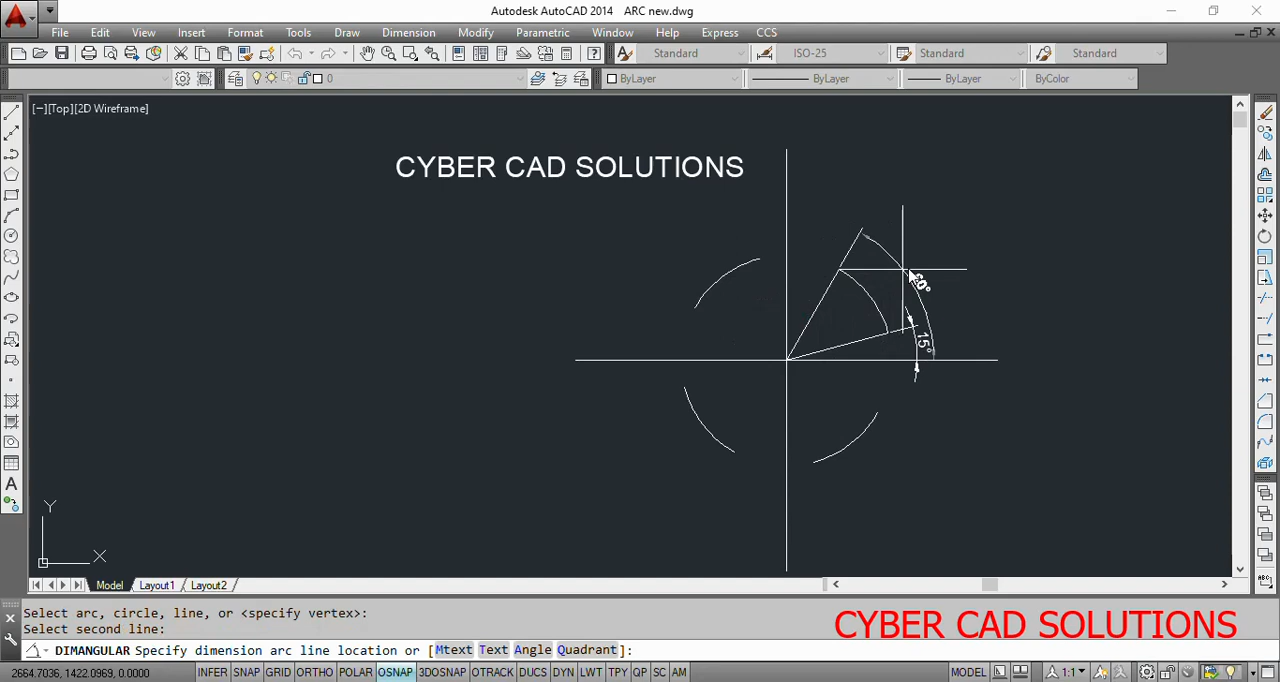 Autodesk AutoCAD 2014 ARC new.dwg
File Edit View Insert Format Tools Draw Dimension Modify Parametric Window Help Express CCS
Standard ISO-25 Standard Standard
0 ByLayer ByLayer ByLayer ByColor
[−][Top][2D Wireframe]
CYBER CAD SOLUTIONS
60°
15°
Y
X
A
Model Layout1 Layout2
Select arc, circle, line, or <specify vertex>:
Select second line:
DIMANGULAR Specify dimension arc line location or [Mtext Text Angle Quadrant]:
CYBER CAD SOLUTIONS
2664.7036, 1422.0969, 0.0000 INFER SNAP GRID ORTHO POLAR OSNAP 3DOSNAP OTRACK DUCS DYN LWT TPY QP SC AM MODEL 1:1